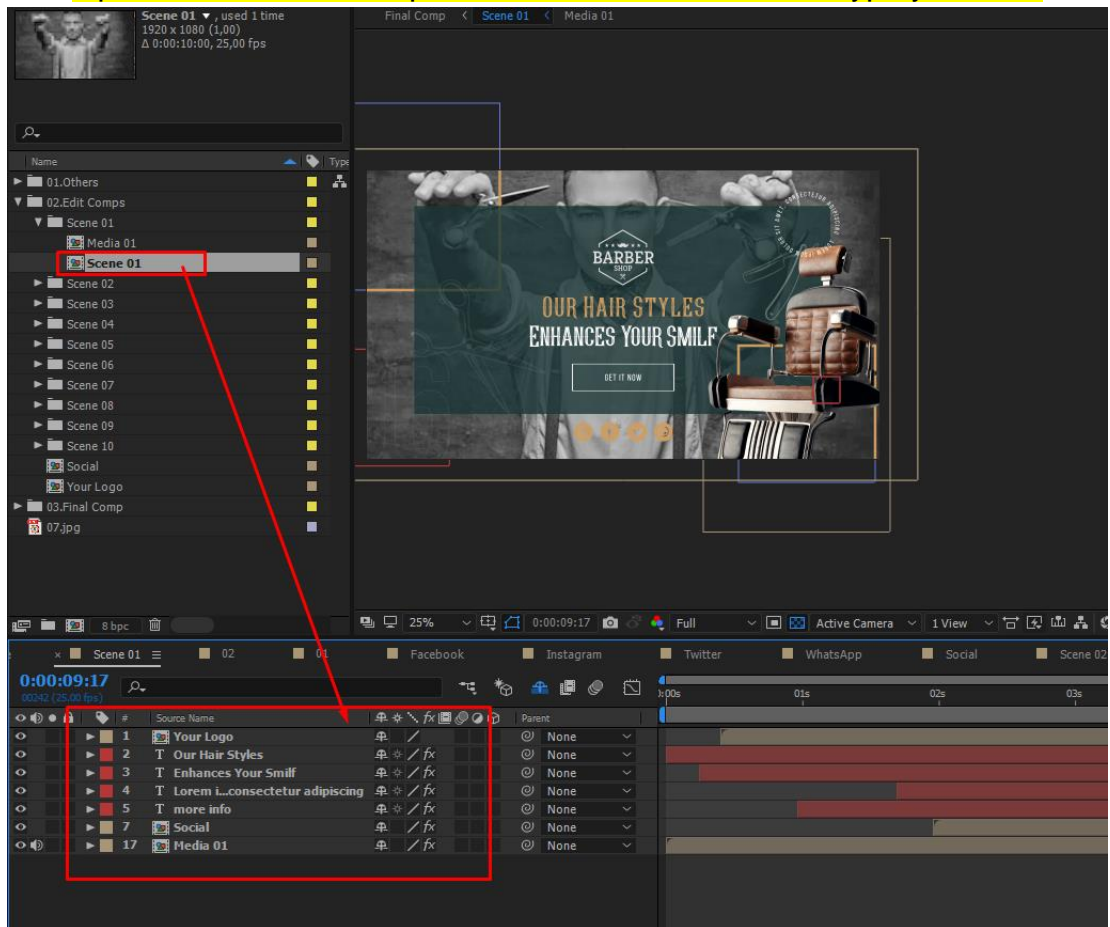 Scene 01 ▼ , used 1 time
1920 x 1080 (1,00)
Δ 0:00:10:00, 25,00 fps
Final Comp < Scene 01 < Media 01
Name
Type
01.Others
02.Edit Comps
Scene 01
Media 01
Scene 01
Scene 02
Scene 03
Scene 04
Scene 05
Scene 06
Scene 07
Scene 08
Scene 09
Scene 10
Social
Your Logo
03.Final Comp
07.jpg
BARBER
SHOP
OUR HAIR STYLES
ENHANCES YOUR SMILF
GET IT NOW
8 bpc
25% 0:00:09:17 Full Active Camera 1 View
Scene 01 02 01 Facebook Instagram Twitter WhatsApp Social Scene 02
0:00:09:17
00242 (25.00 fps)
0:00s 01s 02s 03s
# Source Name Parent
1 Your Logo None
2 T Our Hair Styles None
3 T Enhances Your Smilf None
4 T Lorem i...consectetur adipiscing None
5 T more info None
7 Social None
17 Media 01 None